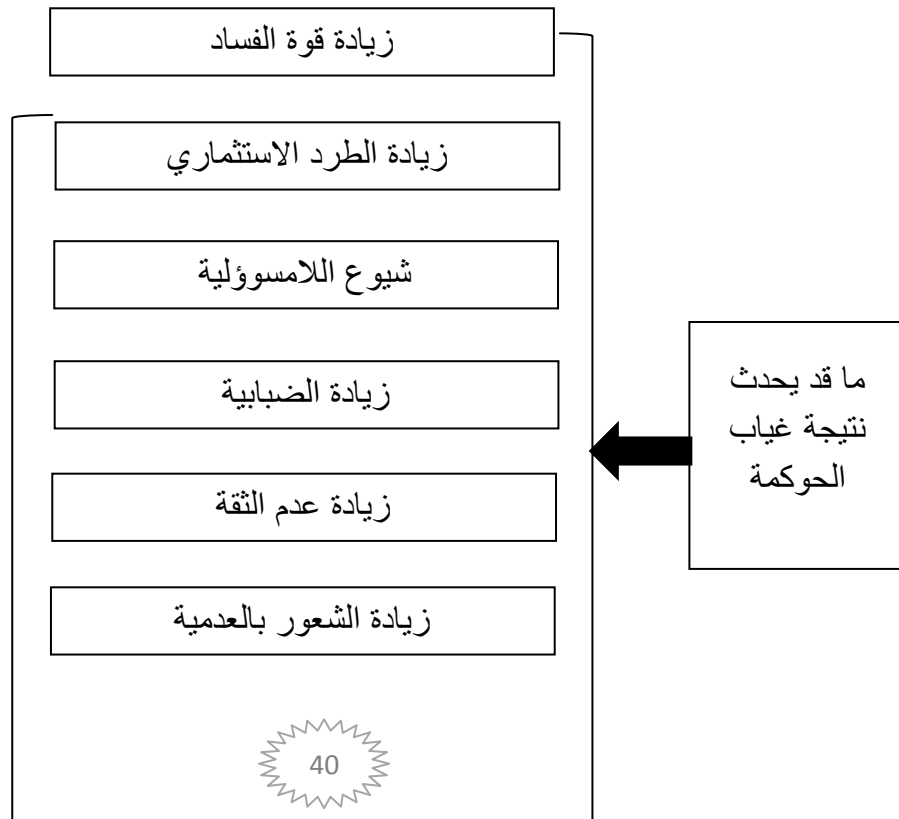 زيادة قوة الفساد
زيادة الطرد الاستثماري
شيوع اللامسوؤلية
زيادة الضبابية
زيادة عدم الثقة
زيادة الشعور بالعدمية
ما قد يحدث
نتيجة غياب
الحوكمة
40